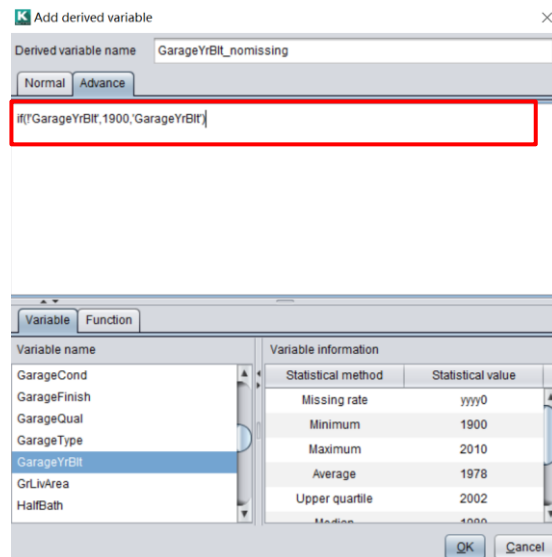 K Add derived variable
Derived variable name GarageYrBlt_nomissing
Normal Advance
if(!'GarageYrBlt',1900,'GarageYrBlt')
Variable Function
Variable name Variable information
GarageCond Statistical method Statistical value
GarageFinish Missing rate yyyy0
GarageQual Minimum 1900
GarageType Maximum 2010
GarageYrBlt Average 1978
GrLivArea Upper quartile 2002
HalfBath Median 1980
OK Cancel